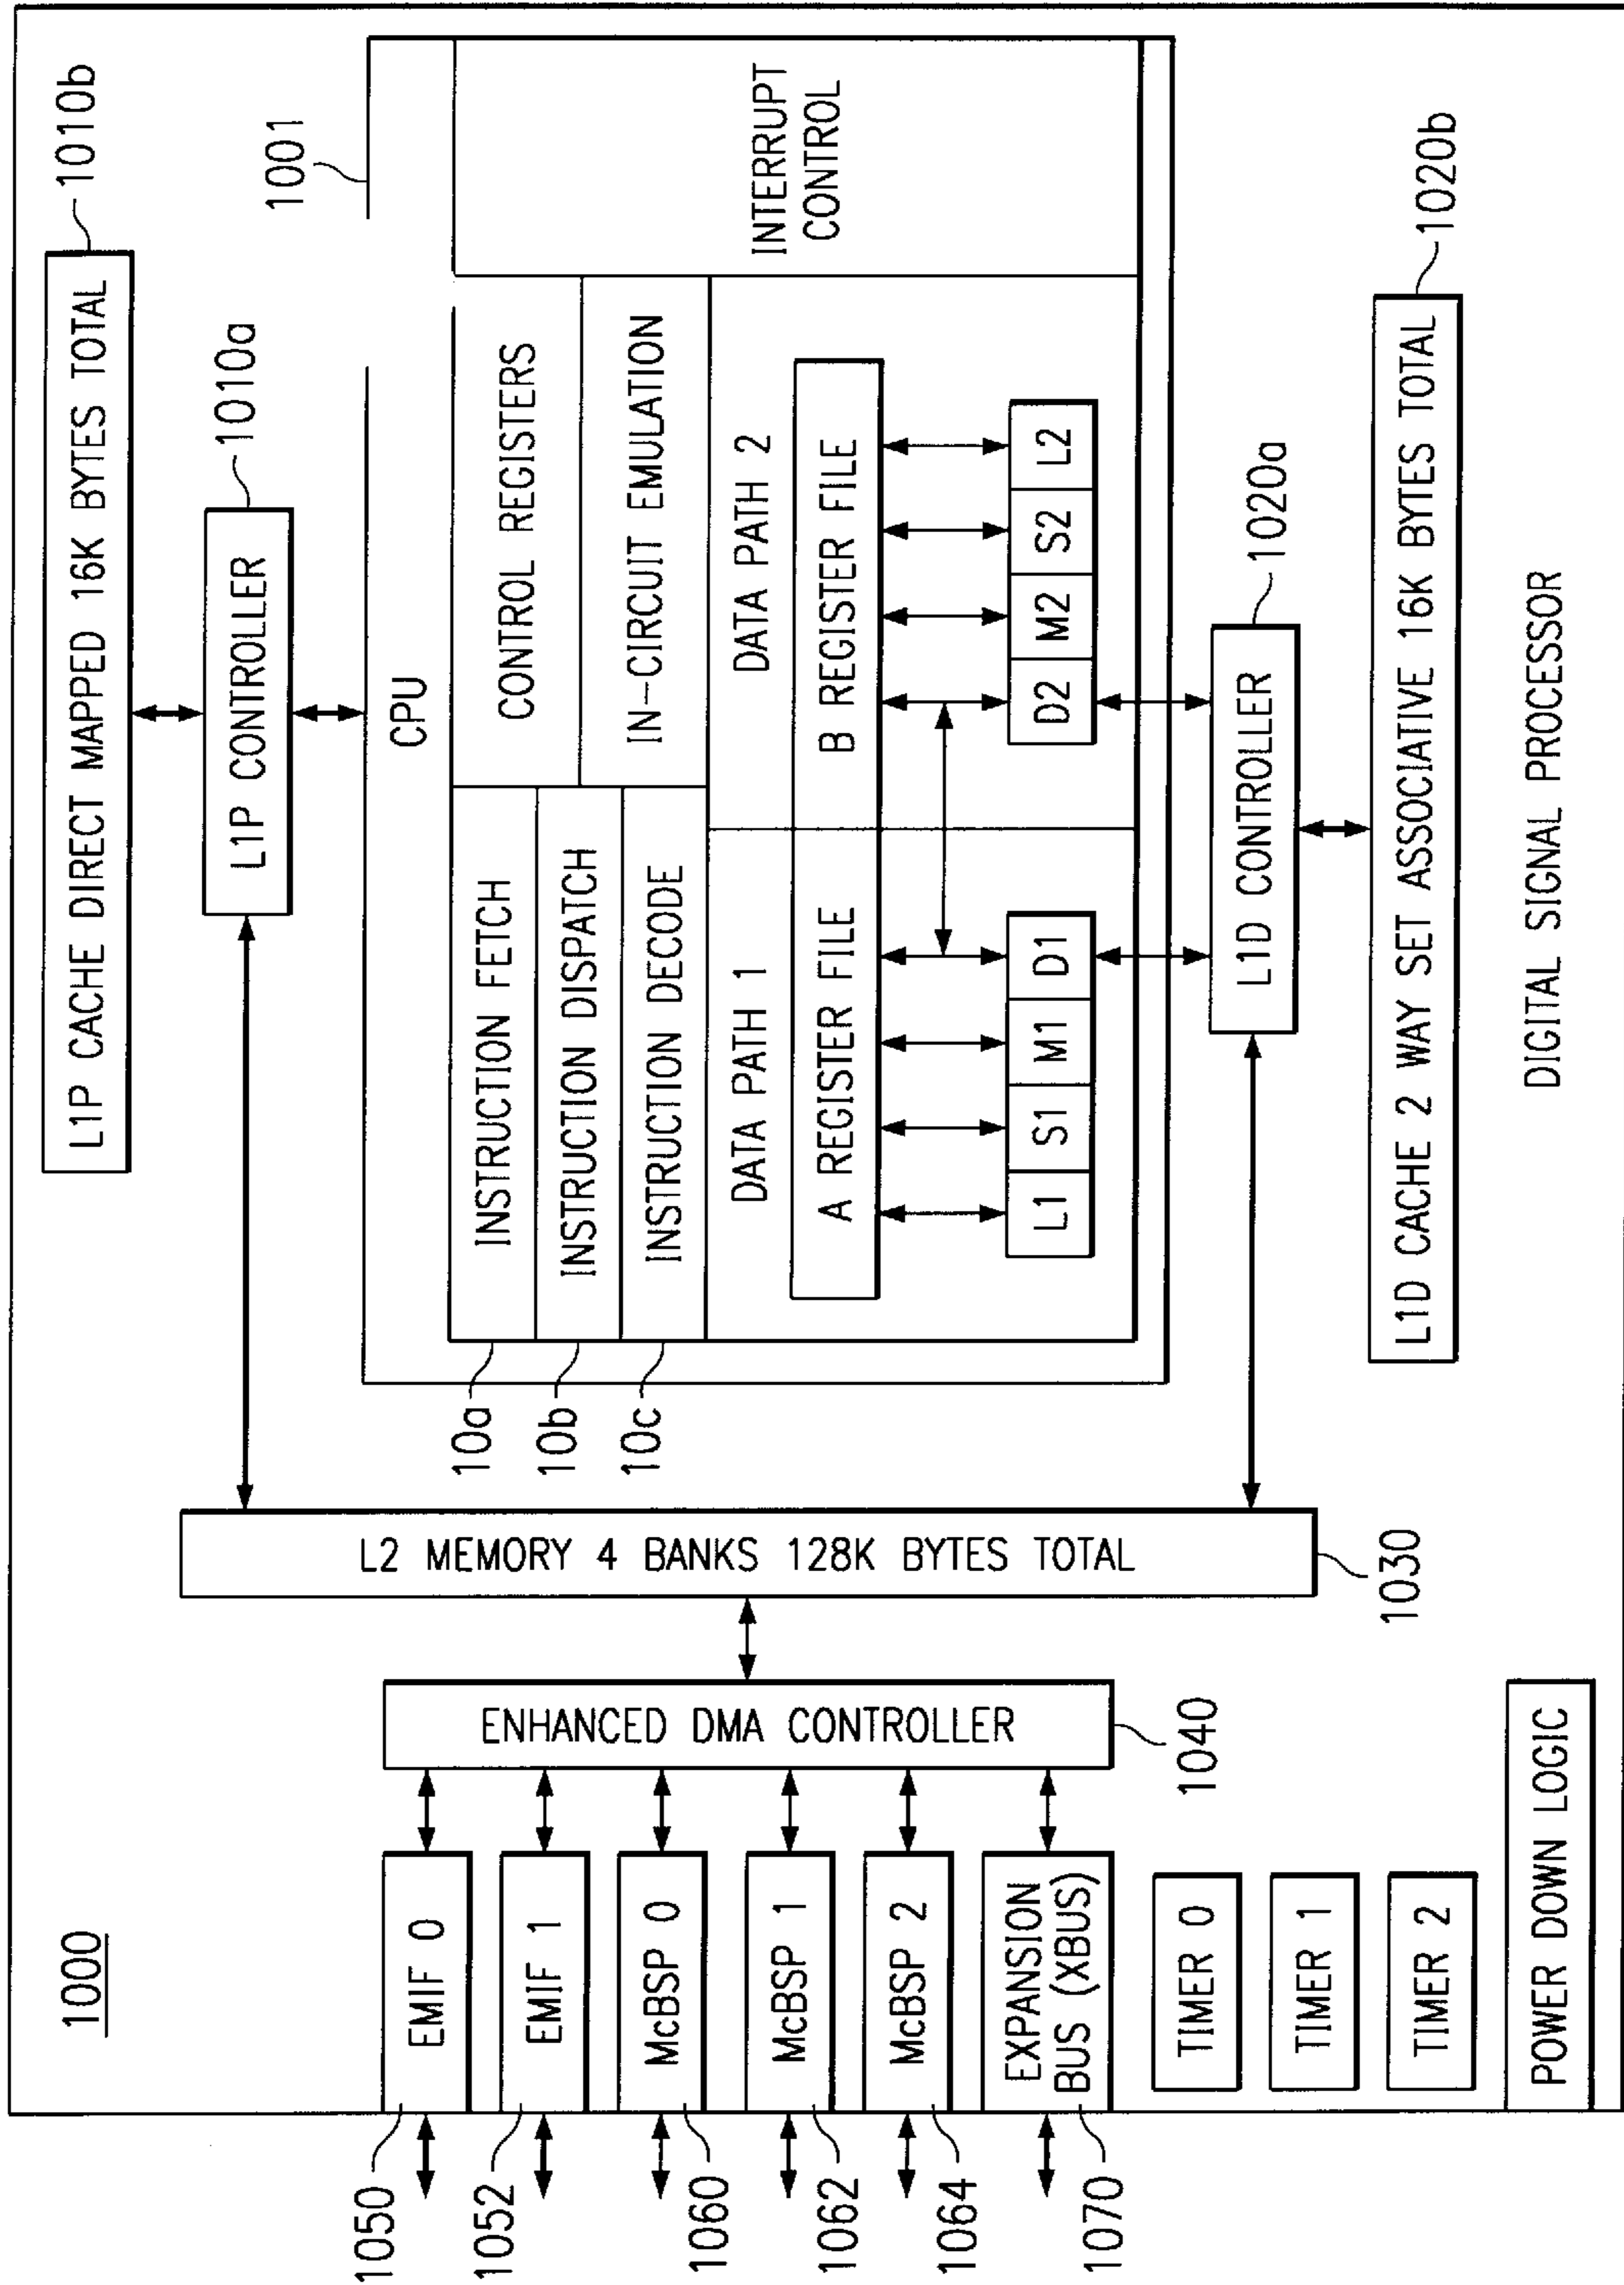 1000
L1P CACHE DIRECT MAPPED 16K BYTES TOTAL
1010b
L1P CONTROLLER
1010a
1001
CPU
INSTRUCTION FETCH
INSTRUCTION DISPATCH
INSTRUCTION DECODE
10a
10b
10c
CONTROL REGISTERS
IN-CIRCUIT EMULATION
INTERRUPT
CONTROL
DATA PATH 1
DATA PATH 2
A REGISTER FILE
B REGISTER FILE
L1 S1 M1 D1
D2 M2 S2 L2
L1D CONTROLLER
1020a
L1D CACHE 2 WAY SET ASSOCIATIVE 16K BYTES TOTAL
1020b
L2 MEMORY 4 BANKS 128K BYTES TOTAL
1030
ENHANCED DMA CONTROLLER
1040
EMIF 0
1050
EMIF 1
1052
McBSP 0
1060
McBSP 1
1062
McBSP 2
1064
EXPANSION
BUS (XBUS)
1070
TIMER 0
TIMER 1
TIMER 2
POWER DOWN LOGIC
DIGITAL SIGNAL PROCESSOR